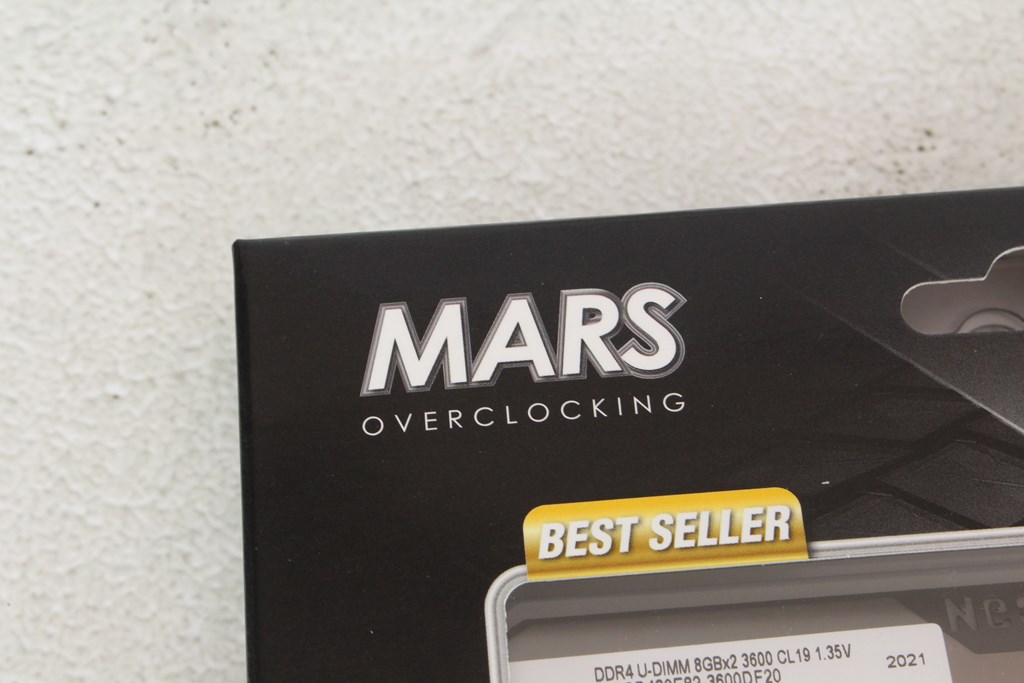 MARS
OVERCLOCKING
BEST SELLER
DDR4 U-DIMM 8GBx2 3600 CL19 1.35V
2021